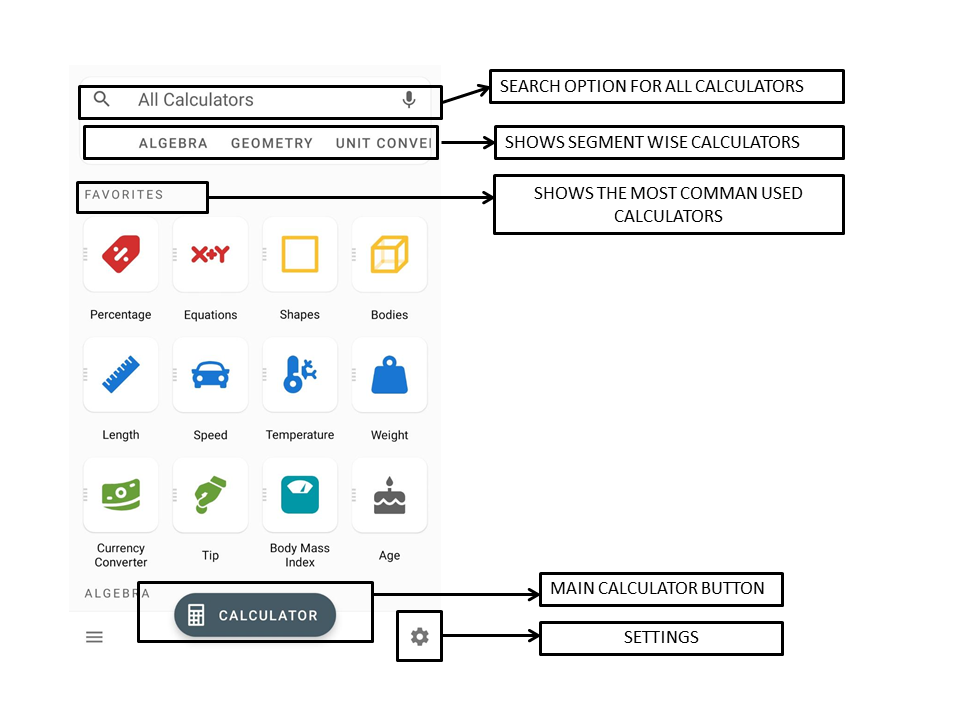 All Calculators
SEARCH OPTION FOR ALL CALCULATORS
ALGEBRA GEOMETRY UNIT CONVE
SHOWS SEGMENT WISE CALCULATORS
FAVORITES
SHOWS THE MOST COMMAN USED
CALCULATORS
%
X+Y
Percentage Equations Shapes Bodies
Length Speed Temperature Weight
Currency
Converter
Tip
Body Mass
Index
Age
ALGEBRA
CALCULATOR
MAIN CALCULATOR BUTTON
SETTINGS